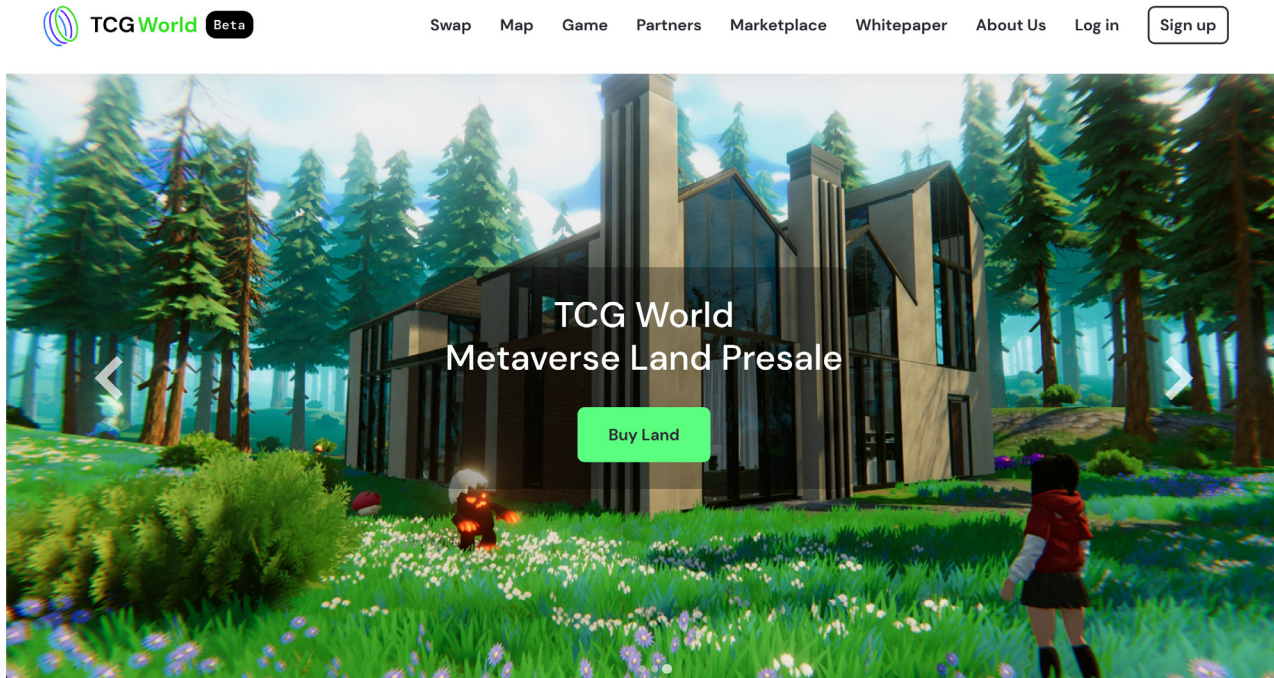 TCG World Beta
Swap Map Game Partners Marketplace Whitepaper About Us Log in Sign up
TCG World
Metaverse Land Presale
Buy Land